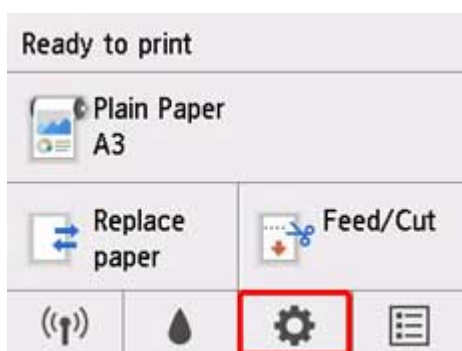 Ready to print
Plain Paper
A3
Replace
paper
Feed/Cut